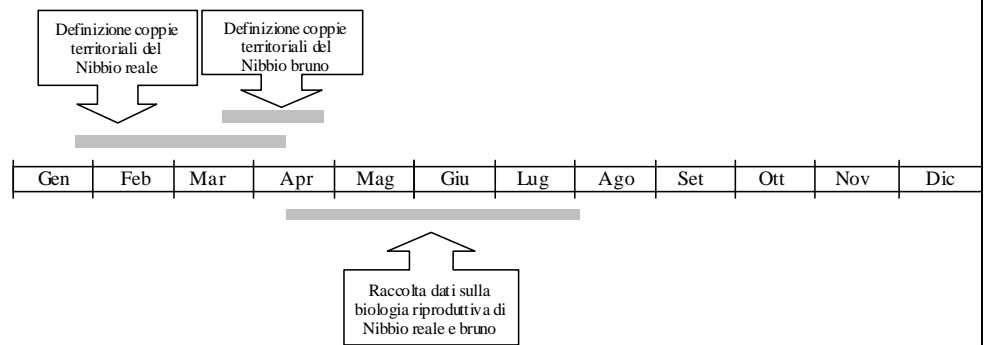 Definizione coppie
territoriali del
Nibbio reale
Definizione coppie
territoriali del
Nibbio bruno
Gen Feb Mar Apr Mag Giu Lug Ago Set Ott Nov Dic
Raccolta dati sulla
biologia riproduttiva di
Nibbio reale e bruno